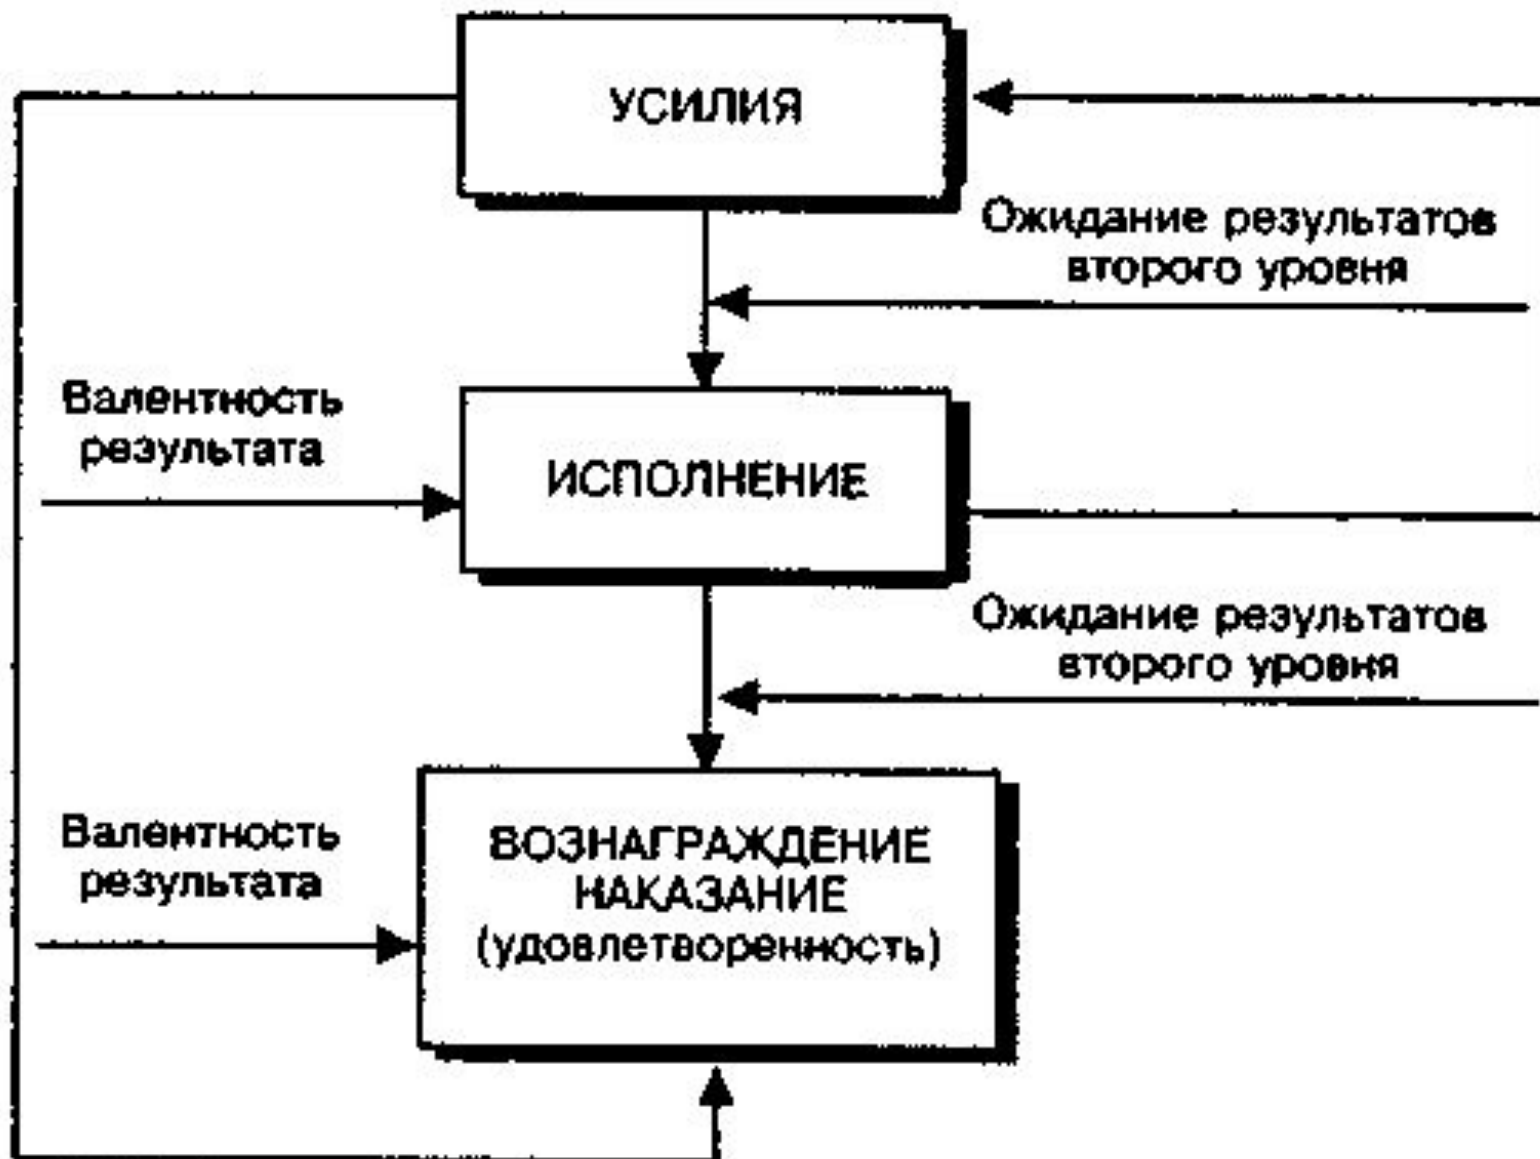 УСИЛИЯ
Ожидание результатов
второго уровня
Валентность
результата
ИСПОЛНЕНИЕ
Ожидание результатов
второго уровня
Валентность
результата
ВОЗНАГРАЖДЕНИЕ
НАКАЗАНИЕ
(удовлетворенность)